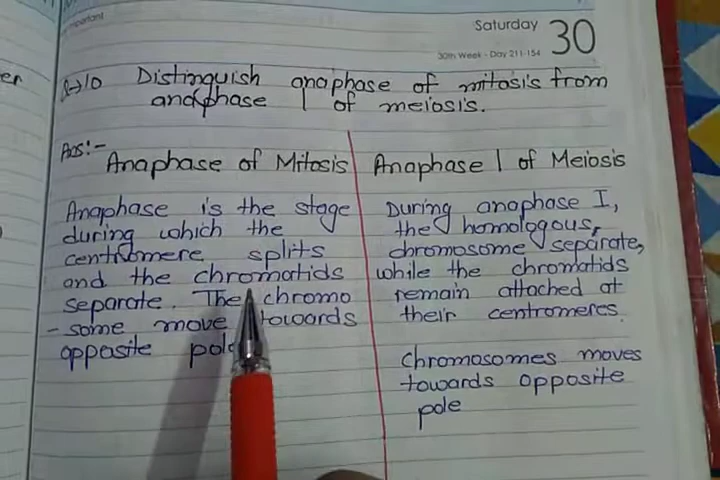 important
Saturday 30
30th Week - Day 211-154
Q→10 Distinguish anaphase of mitosis from
anaphase I of meiosis.
Ans:-
Anaphase of Mitosis
Anaphase is the stage
during which the
centromere splits
and the chromatids
separate. The chromo
- some move towards
opposite pole
Anaphase I of Meiosis
During anaphase I,
the homologous,
chromosome separate,
while the chromatids
remain attached at
their centromeres.
chromosomes moves
towards opposite
pole